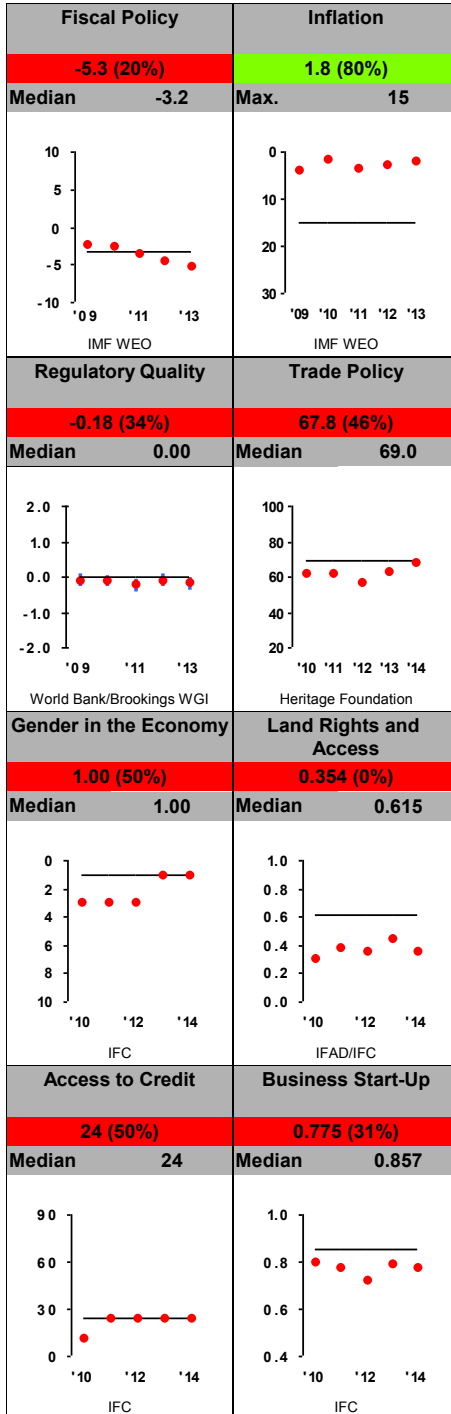 Fiscal Policy
-5.3 (20%)
Median -3.2
10
5
0
-5
-10
'09 '11 '13
IMF WEO
Inflation
1.8 (80%)
Max. 15
0
10
20
30
'09 '10 '11 '12 '13
IMF WEO
Regulatory Quality
-0.18 (34%)
Median 0.00
2.0
1.0
0.0
-1.0
-2.0
'09 '11 '13
World Bank/Brookings WGI
Trade Policy
67.8 (46%)
Median 69.0
100
80
60
40
20
'10 '11 '12 '13 '14
Heritage Foundation
Gender in the Economy
1.00 (50%)
Median 1.00
0
2
4
6
8
10
'10 '12 '14
IFC
Land Rights and
Access
0.354 (0%)
Median 0.615
1.0
0.8
0.6
0.4
0.2
0.0
'10 '12 '14
IFAD/IFC
Access to Credit
24 (50%)
Median 24
90
60
30
0
'10 '12 '14
IFC
Business Start-Up
0.775 (31%)
Median 0.857
1.0
0.8
0.6
0.4
'10 '12 '14
IFC